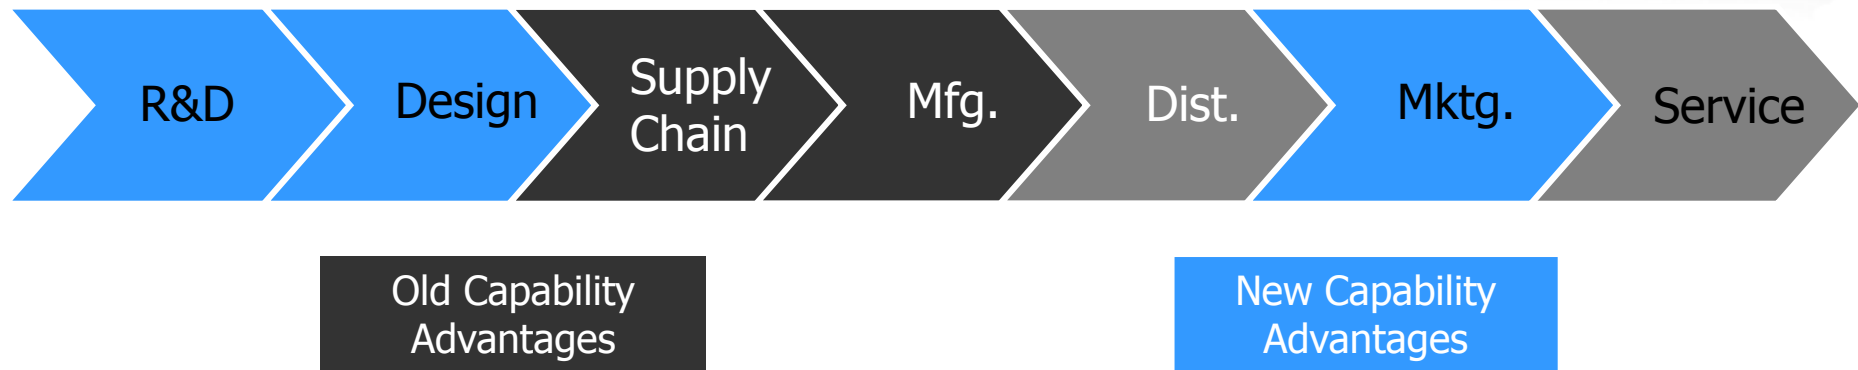 R&D
Design
Supply
Chain
Mfg.
Dist.
Mktg.
Service
Old Capability
Advantages
New Capability
Advantages